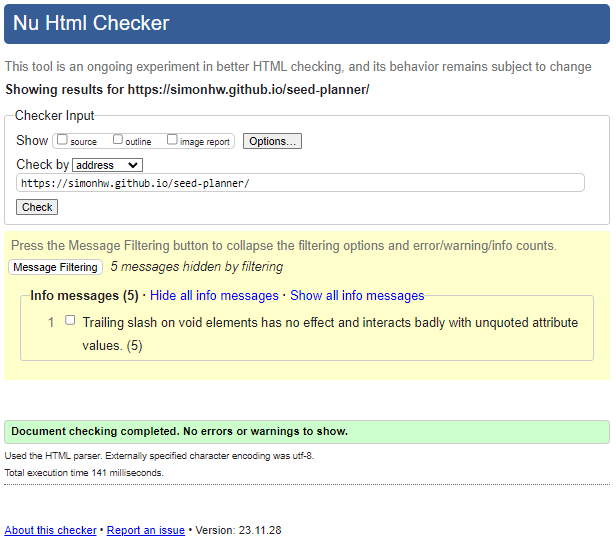 Nu Html Checker
This tool is an ongoing experiment in better HTML checking, and its behavior remains subject to change
Showing results for https://simonhw.github.io/seed-planner/
Checker Input
Show source outline image report Options...
Check by address
https://simonhw.github.io/seed-planner/
Check
Press the Message Filtering button to collapse the filtering options and error/warning/info counts.
Message Filtering 5 messages hidden by filtering
Info messages (5) · Hide all info messages · Show all info messages
1 Trailing slash on void elements has no effect and interacts badly with unquoted attribute
values. (5)
Document checking completed. No errors or warnings to show.
Used the HTML parser. Externally specified character encoding was utf-8.
Total execution time 141 milliseconds.
About this checker • Report an issue • Version: 23.11.28